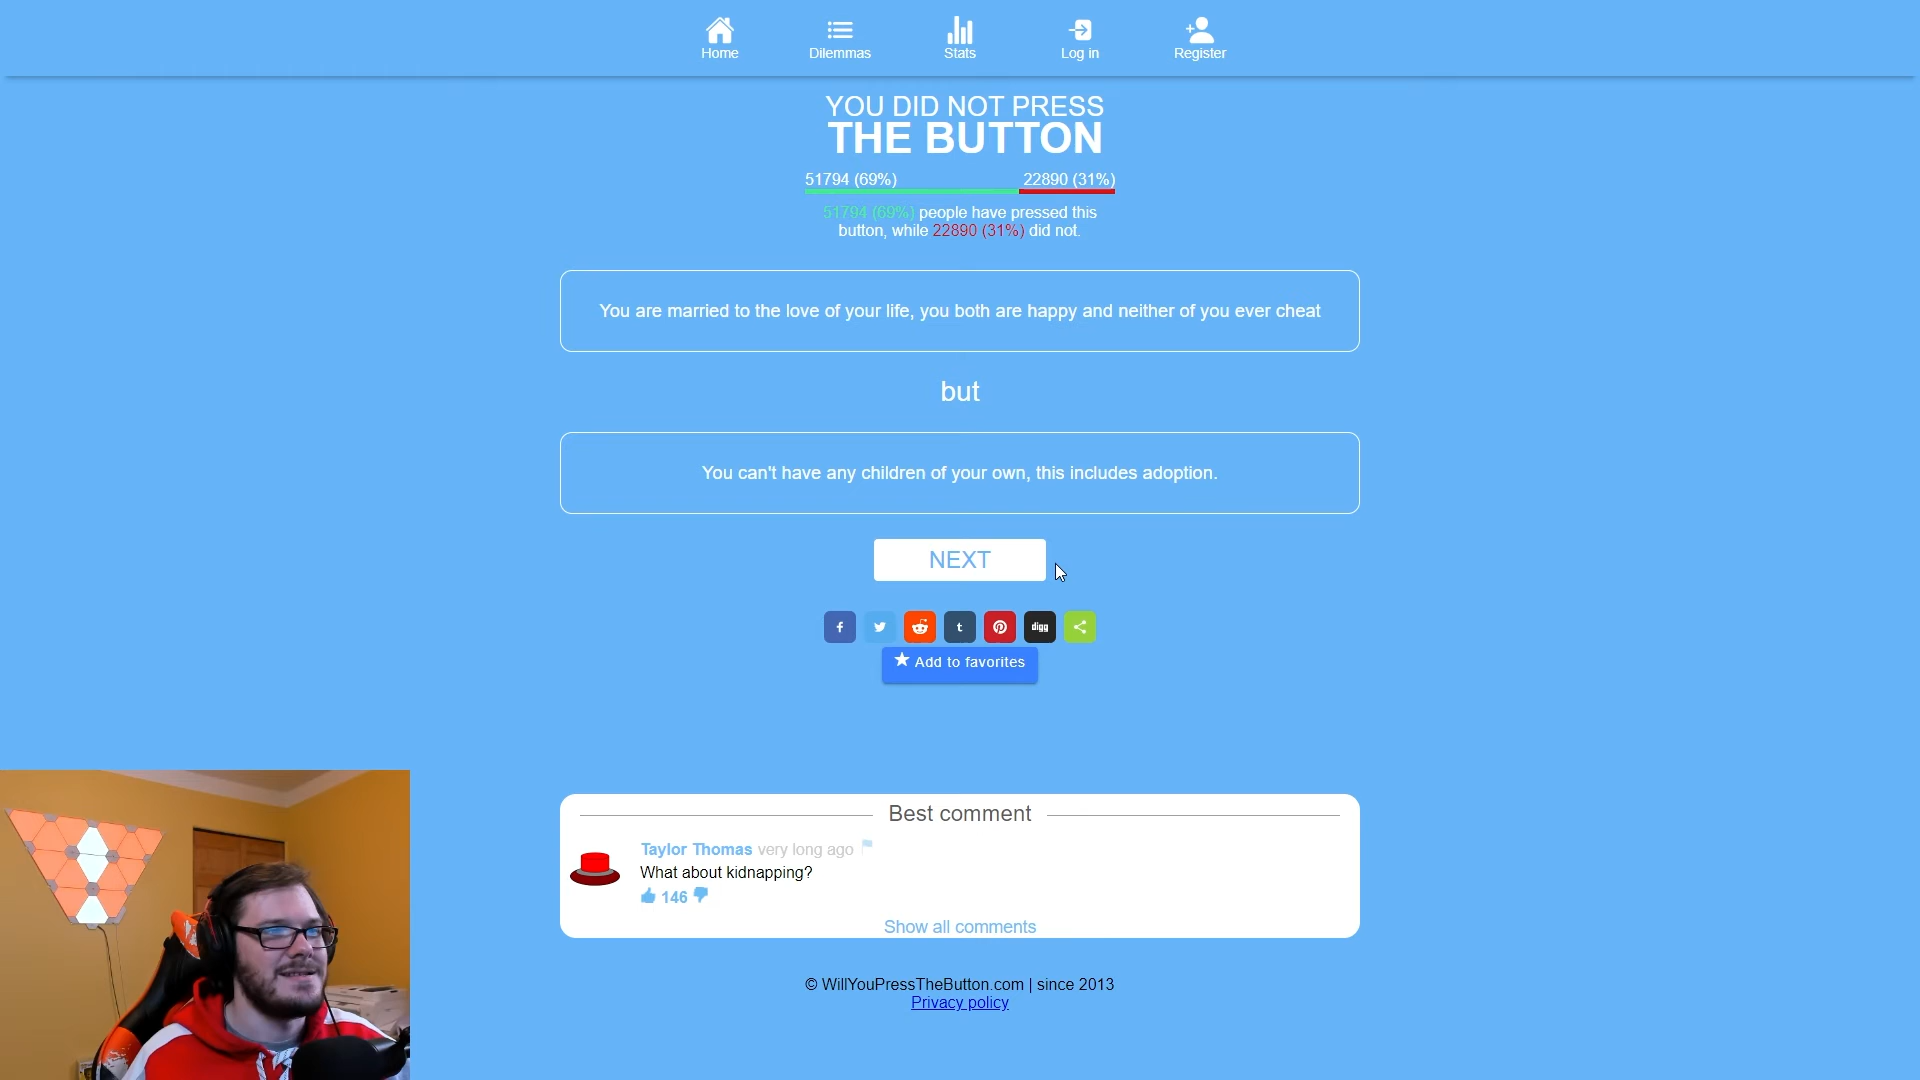 Home
Dilemmas
Stats
Log in
Register
YOU DID NOT PRESS
THE BUTTON
51794 (69%)
22890 (31%)
51794 (69%) people have pressed this
button, while 22890 (31%) did not.
You are married to the love of your life, you both are happy and neither of you ever cheat
but
You can't have any children of your own, this includes adoption.
NEXT
f
t
digg
Add to favorites
Best comment
Taylor Thomas very long ago
What about kidnapping?
146
Show all comments
© WillYouPressTheButton.com | since 2013
Privacy policy